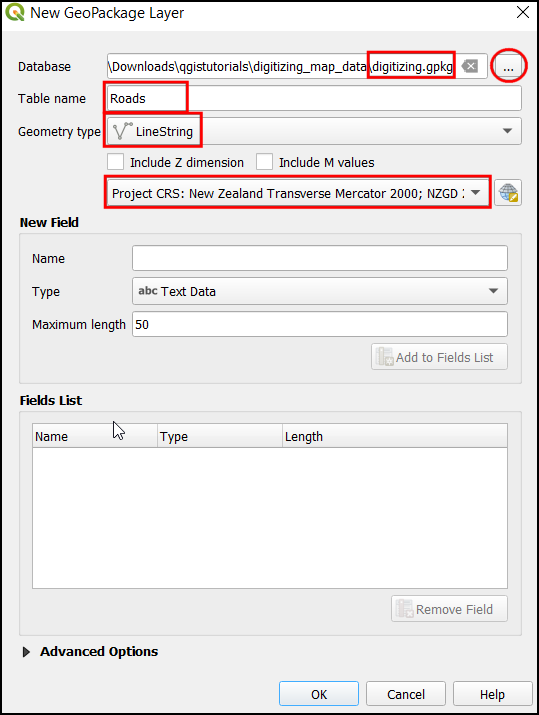 New GeoPackage Layer
Database \Downloads\qgistutorials\digitizing_map_data\digitizing.gpkg ...
Table name Roads
Geometry type LineString
Include Z dimension Include M values
Project CRS: New Zealand Transverse Mercator 2000; NZGD
New Field
Name
Type abc Text Data
Maximum length 50
Add to Fields List
Fields List
Name Type Length
Remove Field
Advanced Options
OK Cancel Help